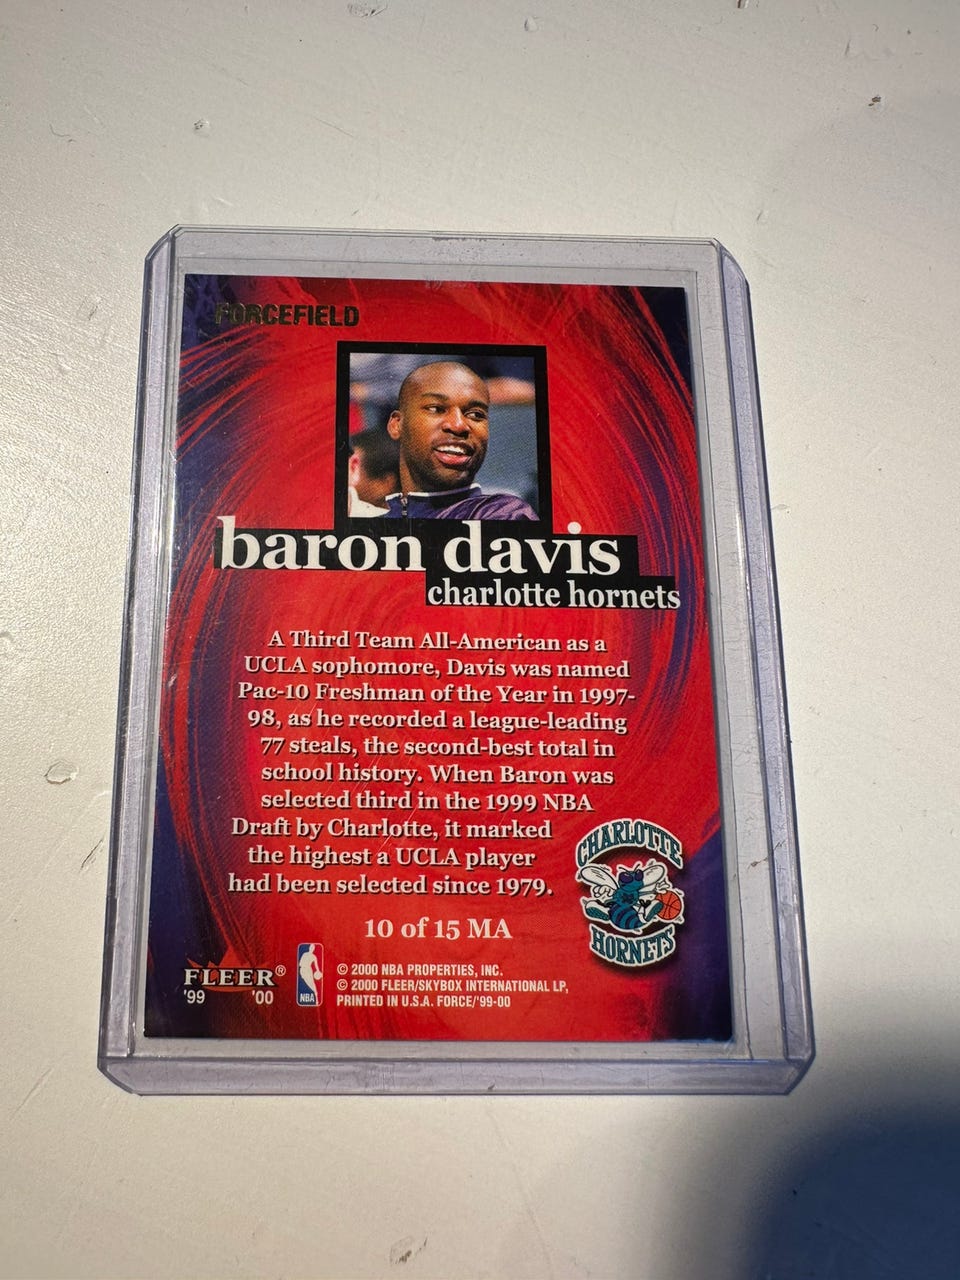 FORCEFIELD
baron davis
charlotte hornets
A Third Team All-American as a
UCLA sophomore, Davis was named
Pac-10 Freshman of the Year in 1997-
98, as he recorded a league-leading
77 steals, the second-best total in
school history. When Baron was
selected third in the 1999 NBA
Draft by Charlotte, it marked
the highest a UCLA player
had been selected since 1979.
CHARLOTTE
HORNETS
10 of 15 MA
FLEER®
'99 '00
NBA
© 2000 NBA PROPERTIES, INC.
© 2000 FLEER/SKYBOX INTERNATIONAL LP,
PRINTED IN U.S.A. FORCE/'99-00